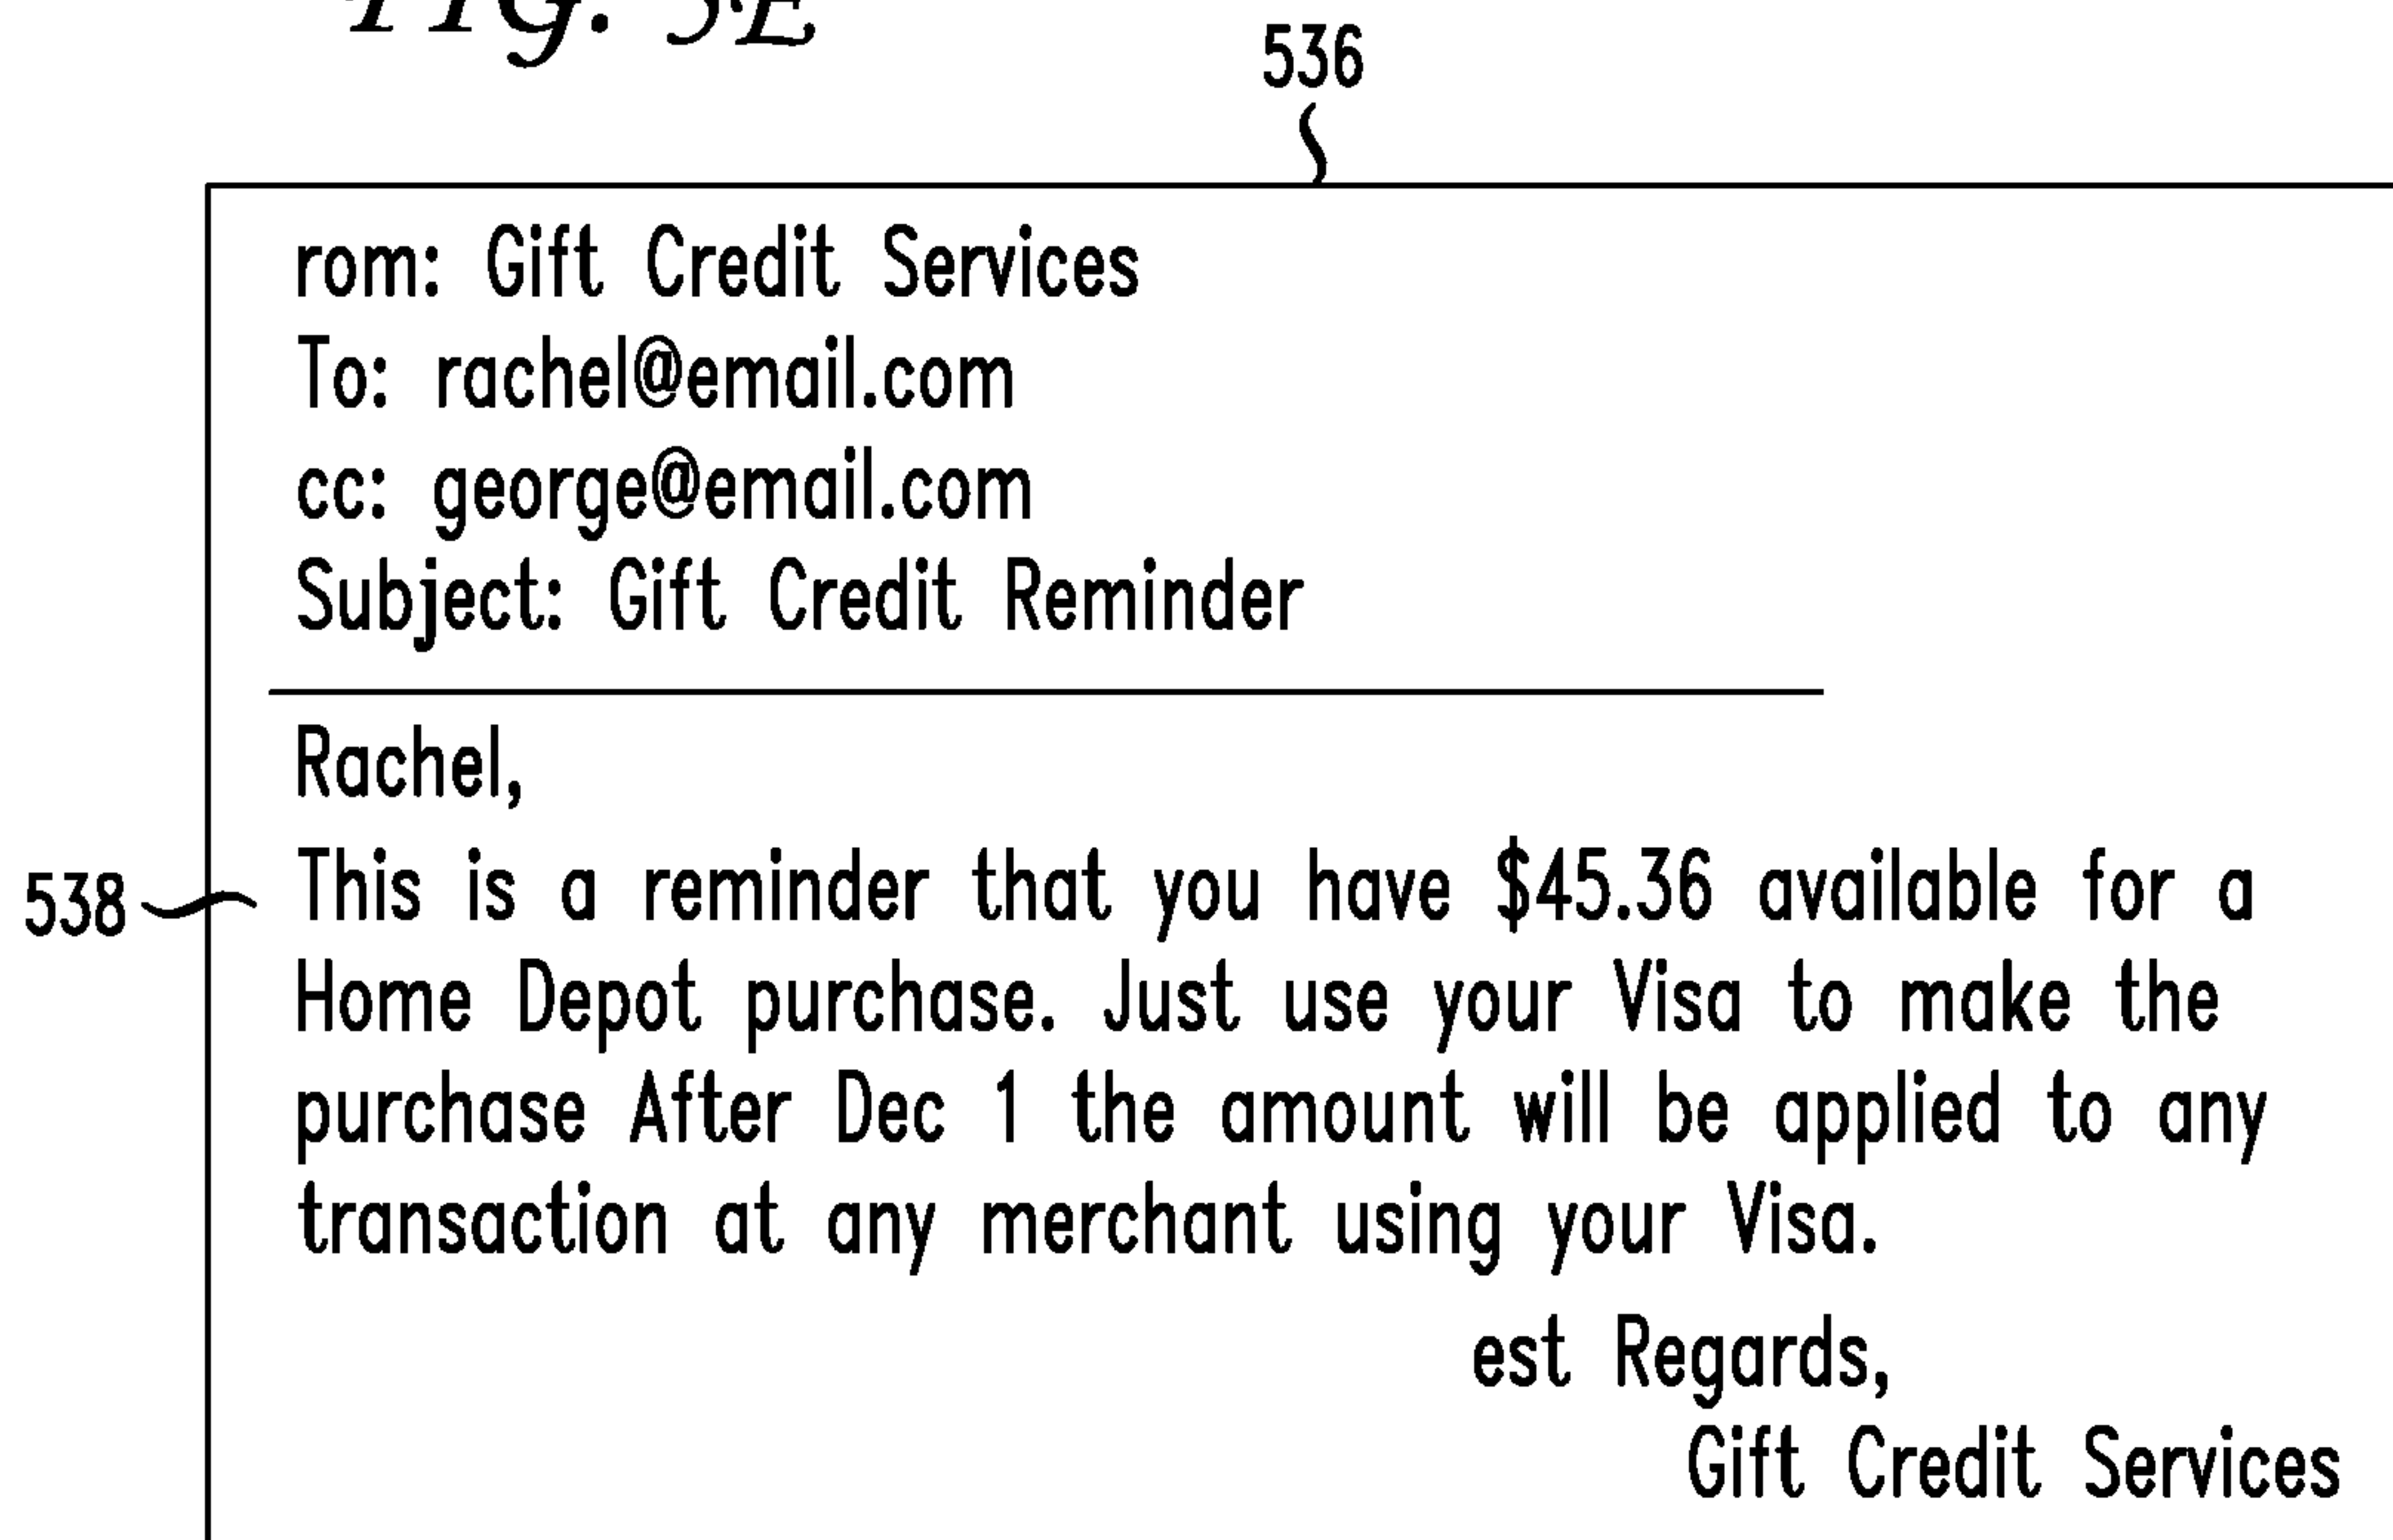 FIG. 5E
536
rom: Gift Credit Services
To: rachel@email.com
cc: george@email.com
Subject: Gift Credit Reminder
Rachel,
538 This is a reminder that you have $45.36 available for a
Home Depot purchase. Just use your Visa to make the
purchase After Dec 1 the amount will be applied to any
transaction at any merchant using your Visa.
est Regards,
Gift Credit Services